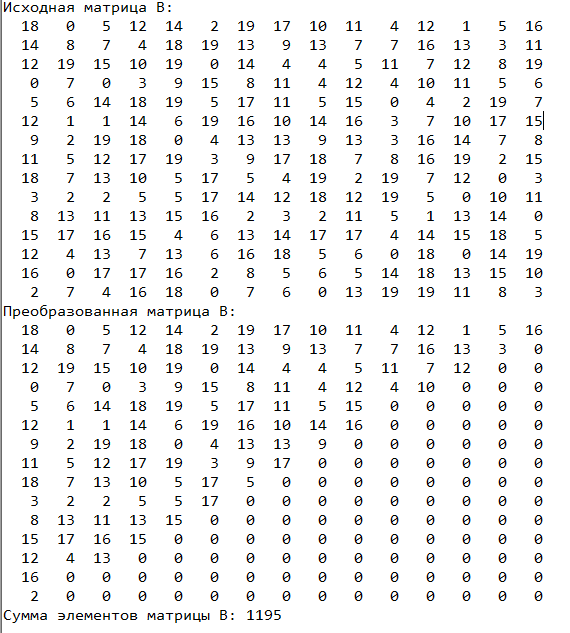 Исходная матрица B:
18 0 5 12 14 2 19 17 10 11 4 12 1 5 16
14 8 7 4 18 19 13 9 13 7 7 16 13 3 11
12 19 15 10 19 0 14 4 4 5 11 7 12 8 19
0 7 0 3 9 15 8 11 4 12 4 10 11 5 6
5 6 14 18 19 5 17 11 5 15 0 4 2 19 7
12 1 1 14 6 19 16 10 14 16 3 7 10 17 15
9 2 19 18 0 4 13 13 9 13 3 16 14 7 8
11 5 12 17 19 3 9 17 18 7 8 16 19 2 15
18 7 13 10 5 17 5 4 19 2 19 7 12 0 3
3 2 2 5 5 17 14 12 18 12 19 5 0 10 11
8 13 11 13 15 16 2 3 2 11 5 1 13 14 0
15 17 16 15 4 6 13 14 17 17 4 14 15 18 5
12 4 13 7 13 6 16 18 5 6 0 18 0 14 19
16 0 17 17 16 2 8 5 6 5 14 18 13 15 10
2 7 4 16 18 0 7 6 0 13 19 19 11 8 3
Преобразованная матрица B:
18 0 5 12 14 2 19 17 10 11 4 12 1 5 16
14 8 7 4 18 19 13 9 13 7 7 16 13 3 0
12 19 15 10 19 0 14 4 4 5 11 7 12 0 0
0 7 0 3 9 15 8 11 4 12 4 10 0 0 0
5 6 14 18 19 5 17 11 5 15 0 0 0 0 0
12 1 1 14 6 19 16 10 14 16 0 0 0 0 0
9 2 19 18 0 4 13 13 9 0 0 0 0 0 0
11 5 12 17 19 3 9 17 0 0 0 0 0 0 0
18 7 13 10 5 17 5 0 0 0 0 0 0 0 0
3 2 2 5 5 17 0 0 0 0 0 0 0 0 0
8 13 11 13 15 0 0 0 0 0 0 0 0 0 0
15 17 16 15 0 0 0 0 0 0 0 0 0 0 0
12 4 13 0 0 0 0 0 0 0 0 0 0 0 0
16 0 0 0 0 0 0 0 0 0 0 0 0 0 0
2 0 0 0 0 0 0 0 0 0 0 0 0 0 0
Сумма элементов матрицы B: 1195